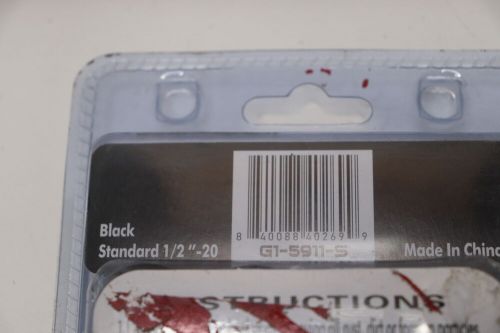 Black
Standard 1/2 "-20
8 40088 40269 9
G1-5911-S
Made In China
STRUCTIONS